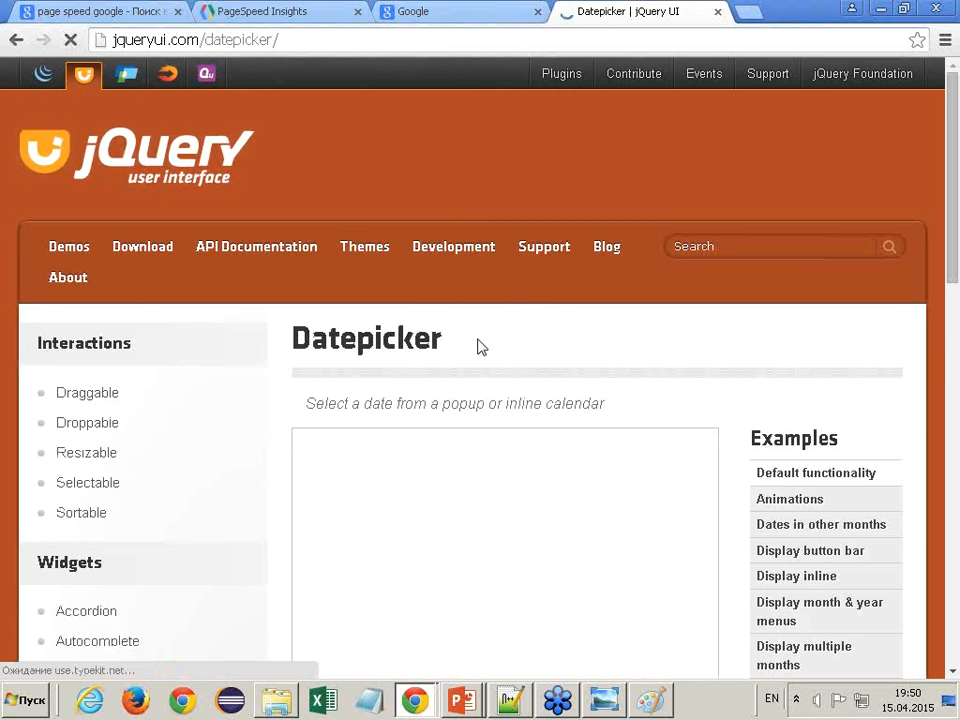 page speed google - Поиск в
PageSpeed Insights
Google
Datepicker | jQuery UI
jqueryui.com/datepicker/
Qu
Plugins
Contribute
Events
Support
jQuery Foundation
jQuery
user interface
Demos
Download
API Documentation
Themes
Development
Support
Blog
Search
About
Interactions
Draggable
Droppable
Resizable
Selectable
Sortable
Widgets
Accordion
Autocomplete
Datepicker
Select a date from a popup or inline calendar
Examples
Default functionality
Animations
Dates in other months
Display button bar
Display inline
Display month & year
menus
Display multiple
months
Ожидание use.typekit.net...
Пуск
EN
19:50
15.04.2015